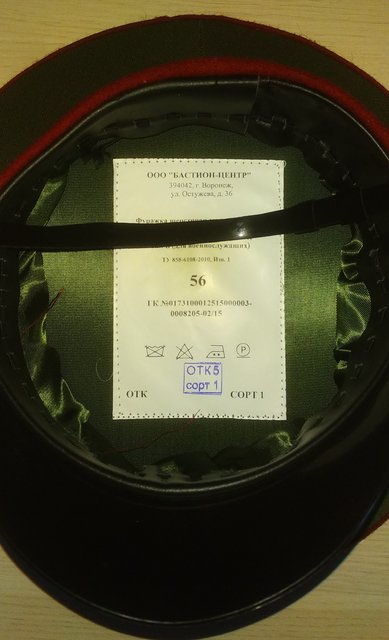 ООО "БАСТИОН-ЦЕНТР"
394042, г. Воронеж,
ул. Остужева, д. 36
Фуражка
военнослужащих)
ТУ 858-6108-2010, Изм. 1
56
ГК №0173100012515000003-
0008205-02/15
P
ОТК5
сорт 1
ОТК СОРТ 1